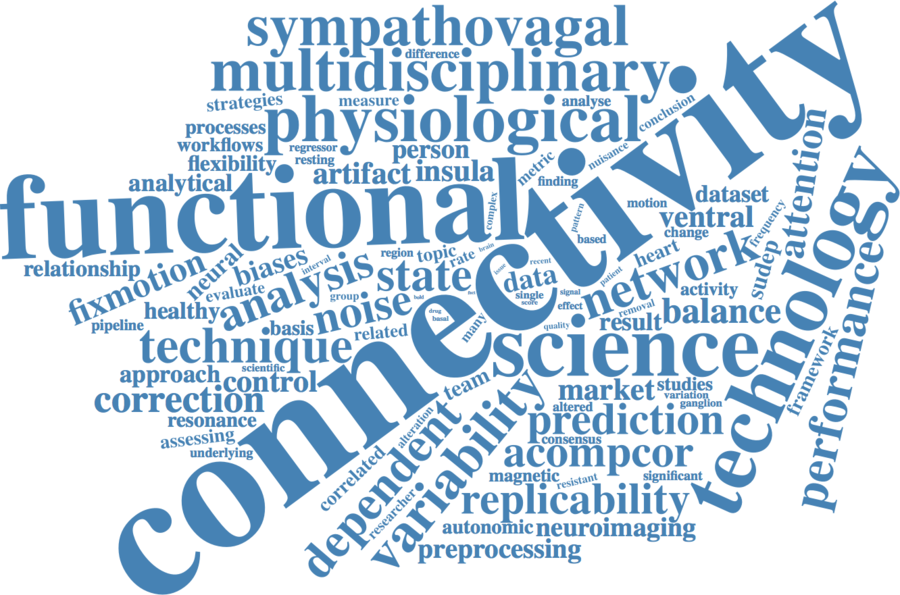 sympathovagal
difference
multidisciplinary
strategies
measure
analyse
conclusion
processes
physiological
workflows
regressor
person
nuisance
flexibility
resting
metric
analytical
artifact
insula
finding
functional
complex
pattern
motion
dataset
attention
ventral
change
frequency
relationship
neural
biases
interval
region
topic
rate
brain
based
heart
sudep
technology
fixmotion
evaluate
analysis
state
recent
data
patient
network
activity
healthy
group
bold
single
score
signal
effect
removal
balance
pipeline
basis
noise
related
drug
basal
many
quality
result
performance
technique
scientific
connectivity
science
framework
approach
control
team
market
studies
variation
ganglion
correction
alteration
altered
prediction
resonance
dependent
variability
consensus
assessing
underlying
correlated
acompcor
researcher
magnetic
resistant
significant
replicability
autonomic
neuroimaging
preprocessing